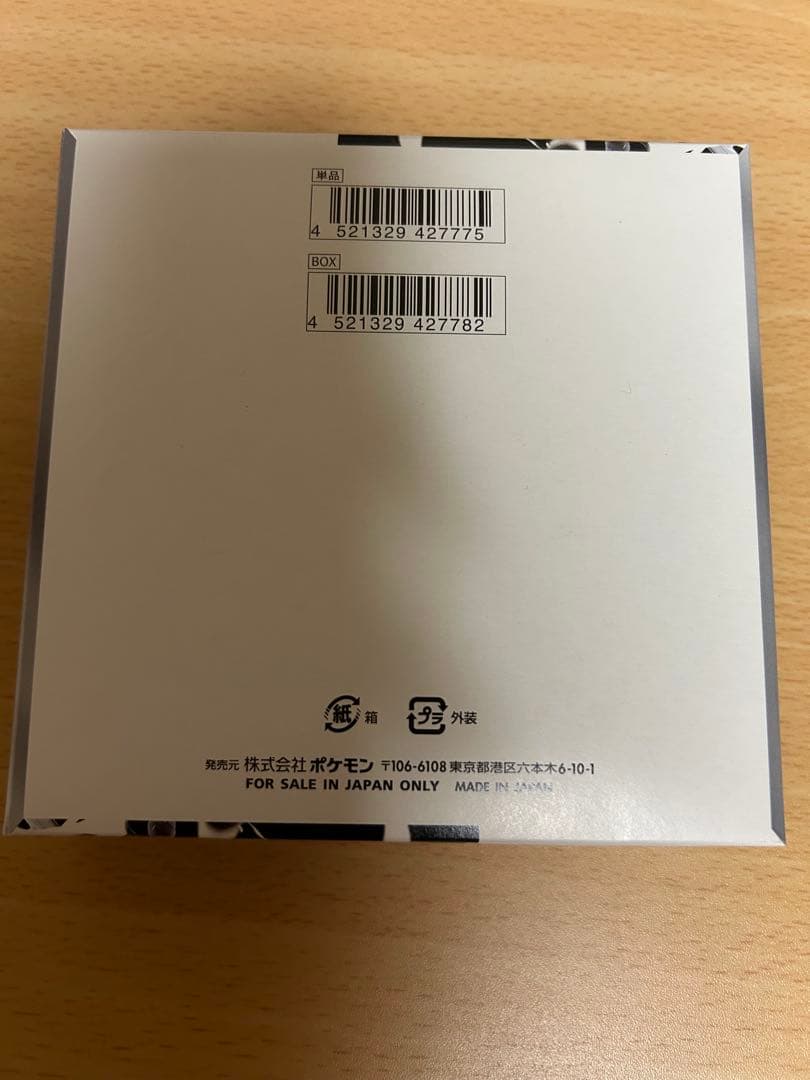 単品
4 521329 427775
BOX
4 521329 427782
紙 箱 プラ 外装
発売元 株式会社 ポケモン 〒106-6108 東京都港区六本木6-10-1
FOR SALE IN JAPAN ONLY MADE IN JAPAN